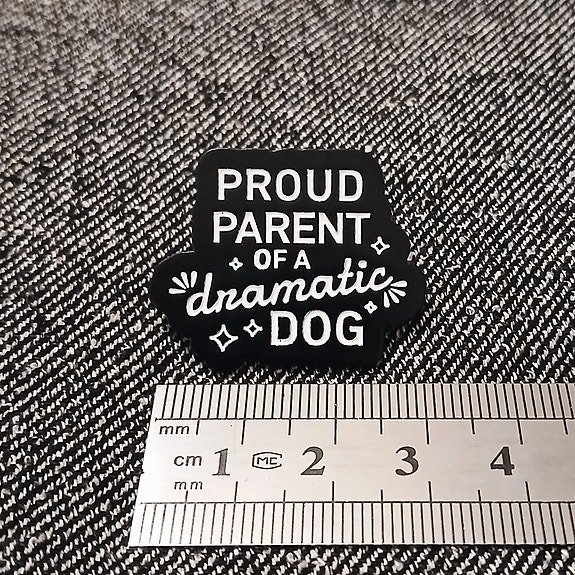 PROUD
PARENT
OF A
dramatic
DOG
mm
cm 1 MC 2 3 4
mm